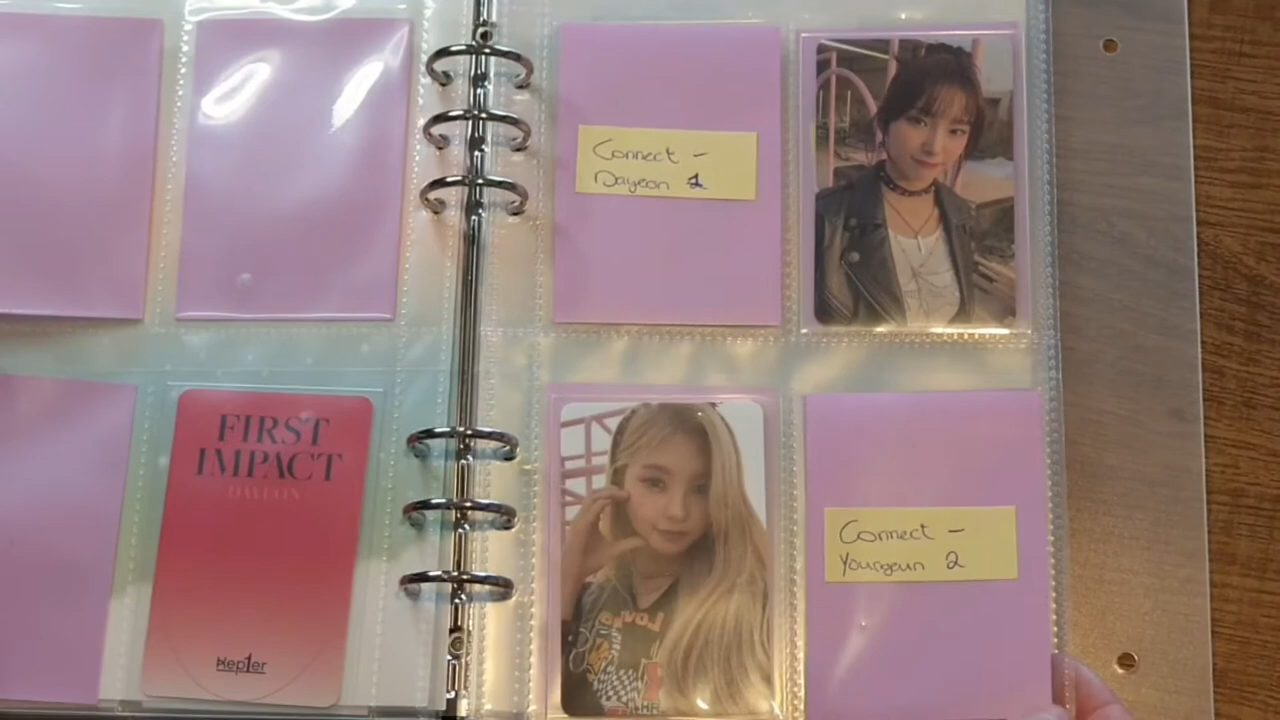 FIRST
IMPACT
DAYEON
Kep1er
Connect -
Dayeon 1
Connect -
Youngeun 2